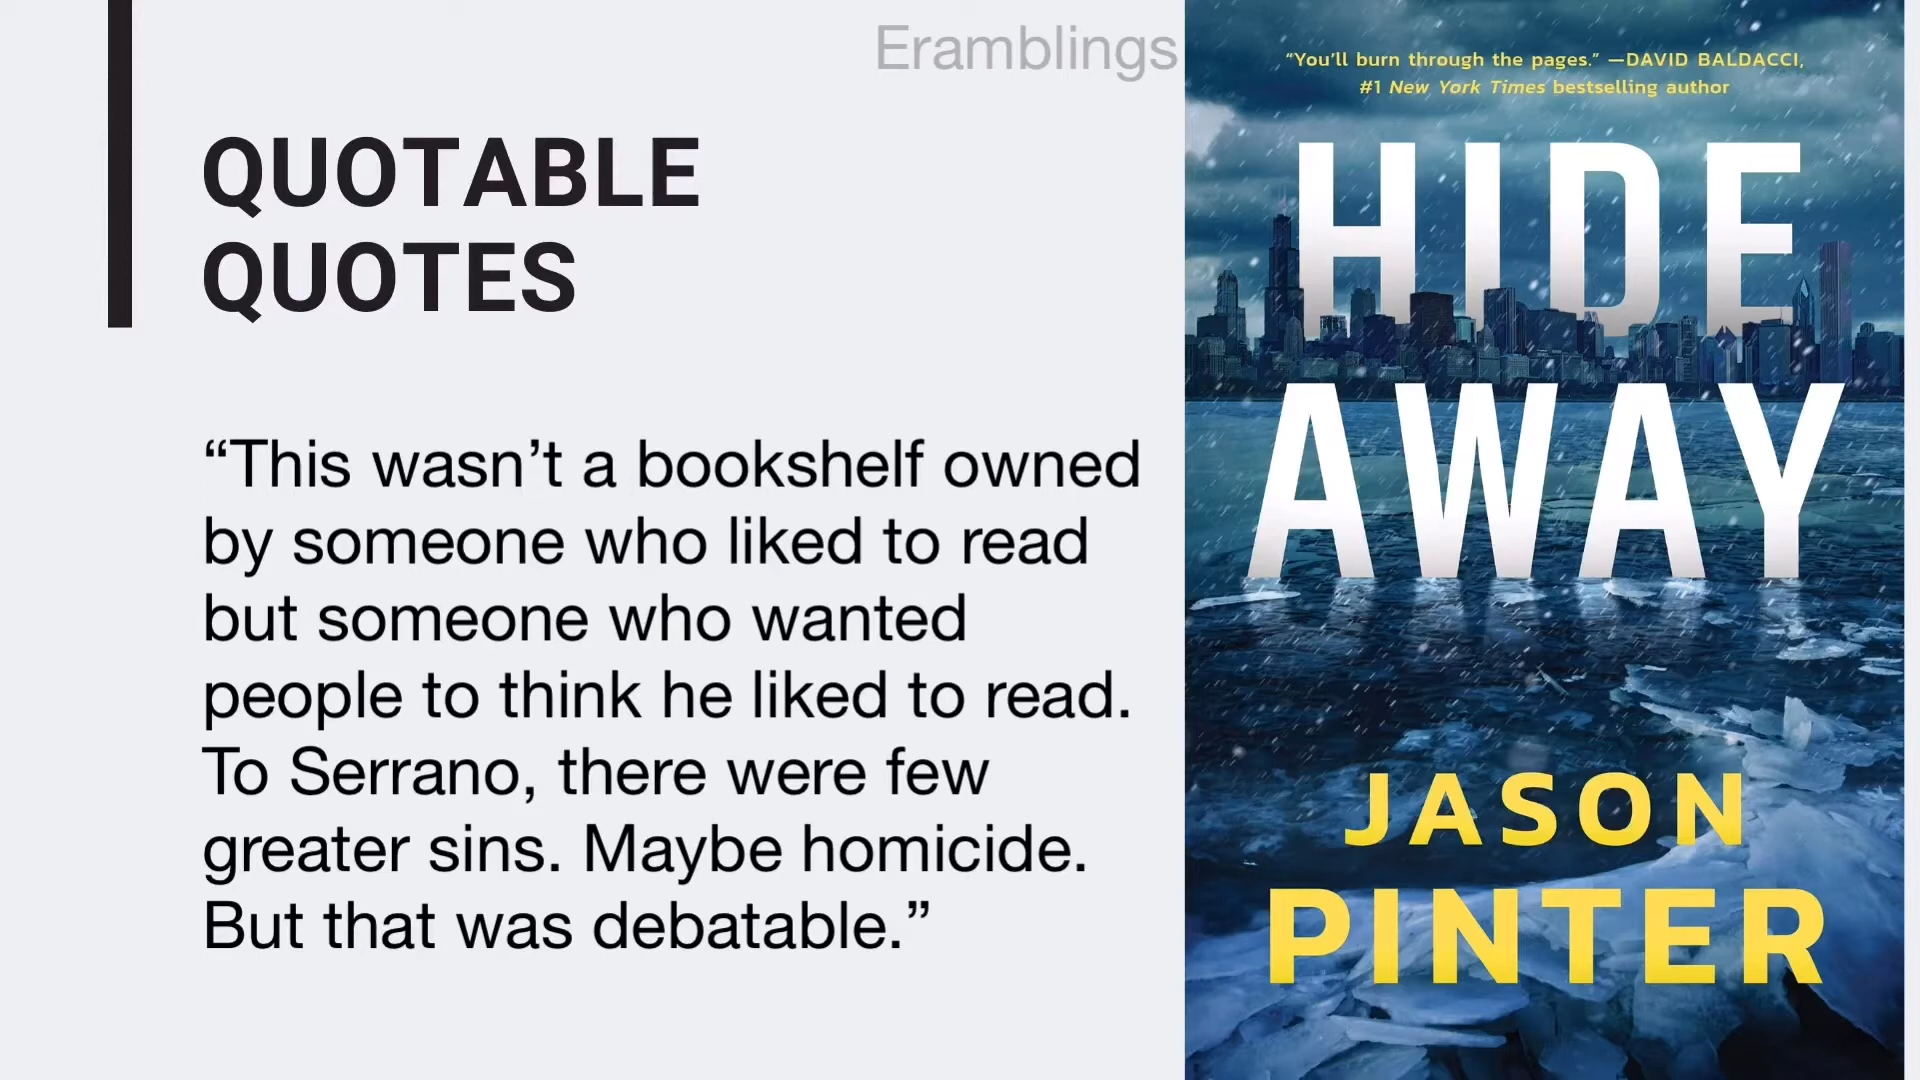 Eramblings
QUOTABLE
QUOTES
“This wasn’t a bookshelf owned
by someone who liked to read
but someone who wanted
people to think he liked to read.
To Serrano, there were few
greater sins. Maybe homicide.
But that was debatable.”
“You’ll burn through the pages.” —DAVID BALDACCI,
#1 New York Times bestselling author
HIDE
AWAY
JASON
PINTER